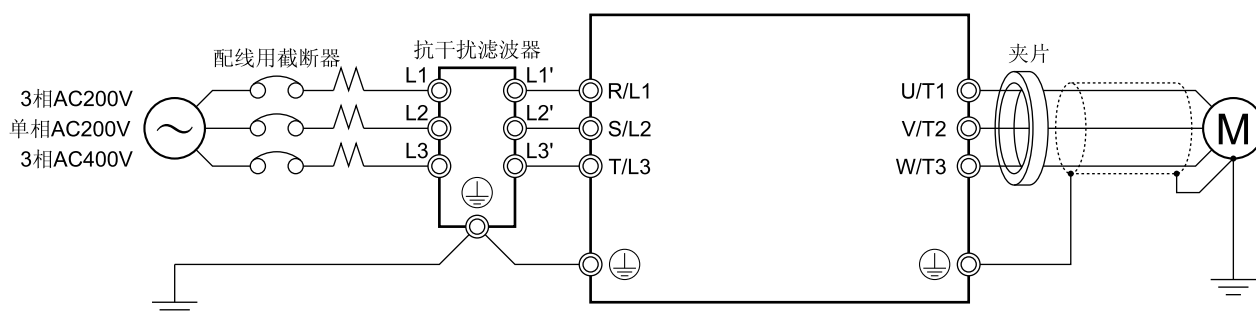 配线用截断器
抗干扰滤波器
夹片
3相AC200V
单相AC200V
3相AC400V
L1
L2
L3
L1'
L2'
L3'
R/L1
S/L2
T/L3
U/T1
V/T2
W/T3
M